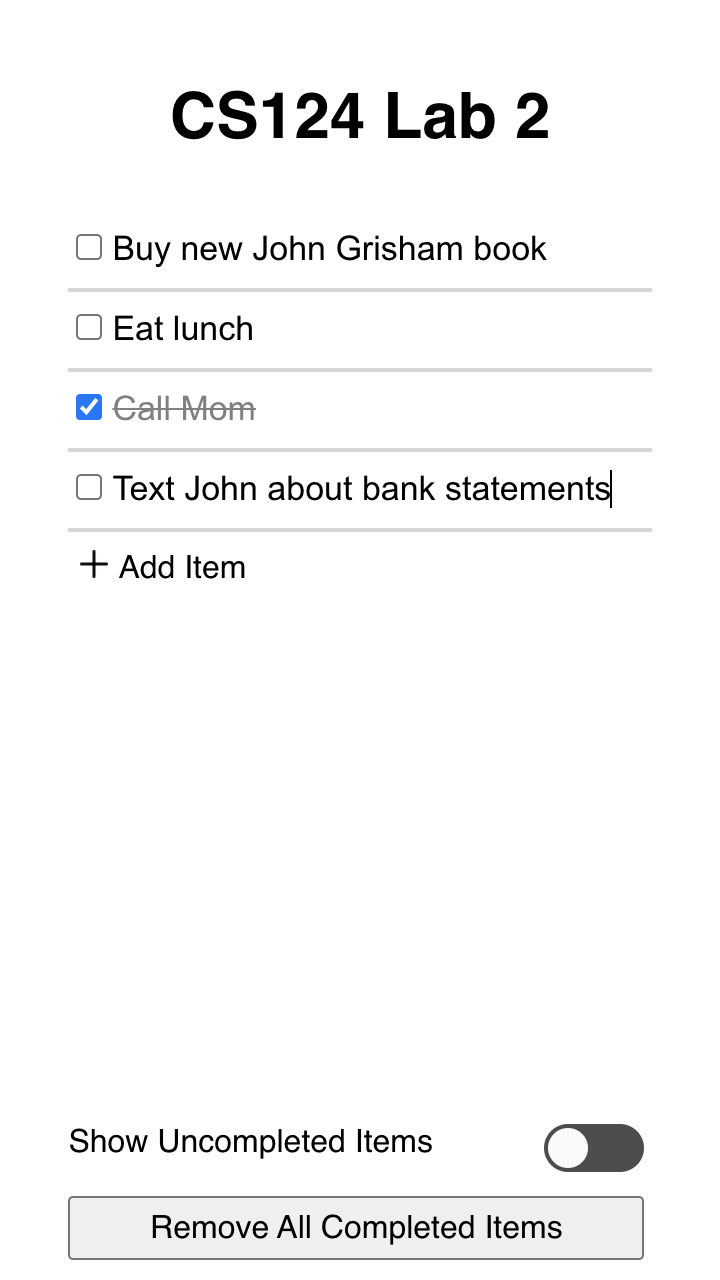 CS124 Lab 2
Buy new John Grisham book
Eat lunch
Call Mom
Text John about bank statements
Add Item
Show Uncompleted Items
Remove All Completed Items